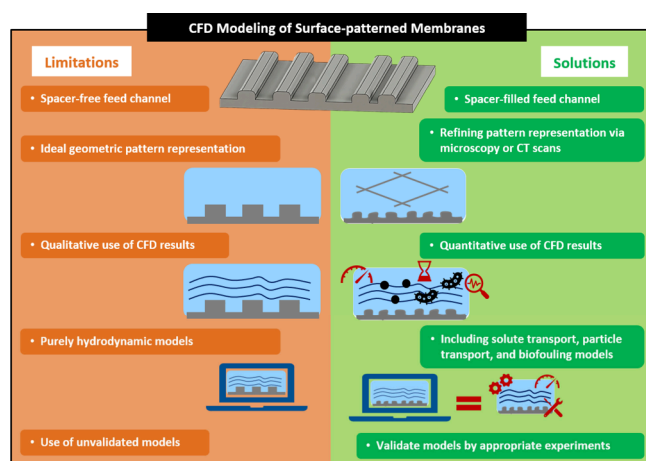 CFD Modeling of Surface-patterned Membranes
Limitations
Solutions
• Spacer-free feed channel
• Spacer-filled feed channel
• Ideal geometric pattern representation
• Refining pattern representation via
microscopy or CT scans
• Qualitative use of CFD results
• Quantitative use of CFD results
• Purely hydrodynamic models
• Including solute transport, particle
transport, and biofouling models
• Use of unvalidated models
• Validate models by appropriate experiments